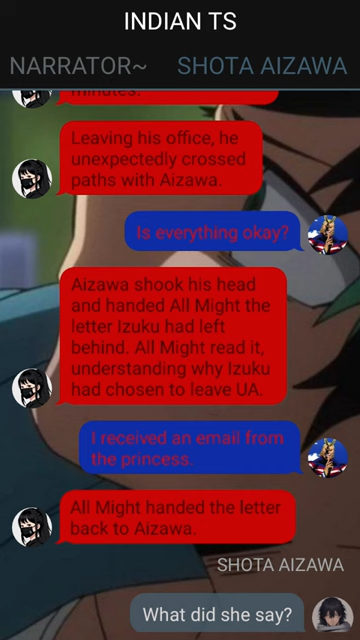 INDIAN TS
NARRATOR~ SHOTA AIZAWA
minutes.
Leaving his office, he
unexpectedly crossed
paths with Aizawa.
Is everything okay?
Aizawa shook his head
and handed All Might the
letter Izuku had left
behind. All Might read it,
understanding why Izuku
had chosen to leave UA.
I received an email from
the princess.
All Might handed the letter
back to Aizawa.
SHOTA AIZAWA
What did she say?